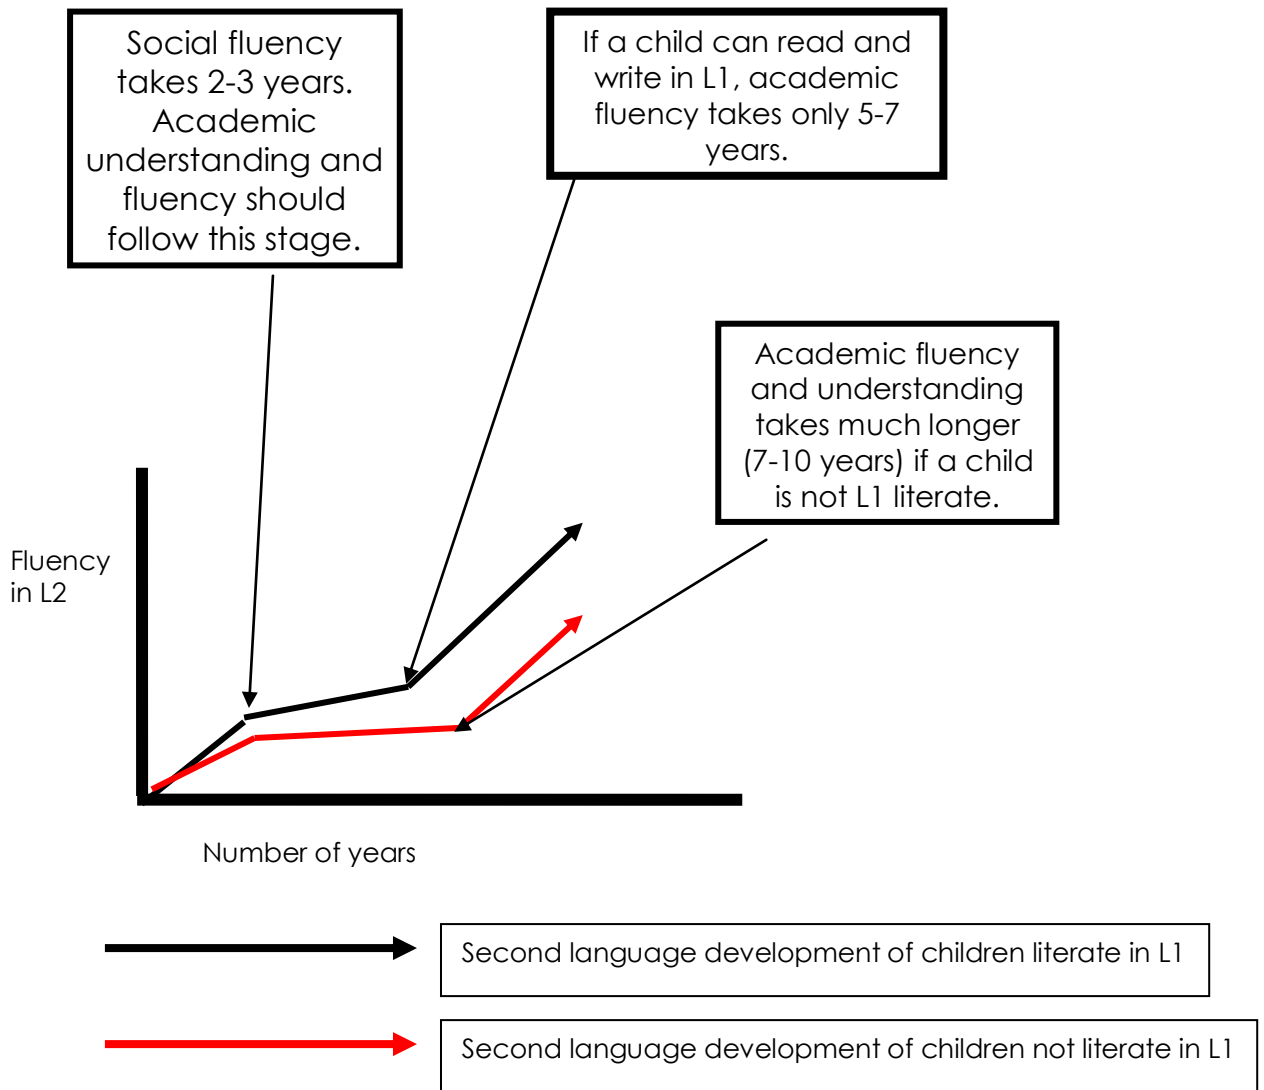 Social fluency
takes 2-3 years.
Academic
understanding and
fluency should
follow this stage.
If a child can read and
write in L1, academic
fluency takes only 5-7
years.
Academic fluency
and understanding
takes much longer
(7-10 years) if a child
is not L1 literate.
Fluency
in L2
Number of years
Second language development of children literate in L1
Second language development of children not literate in L1